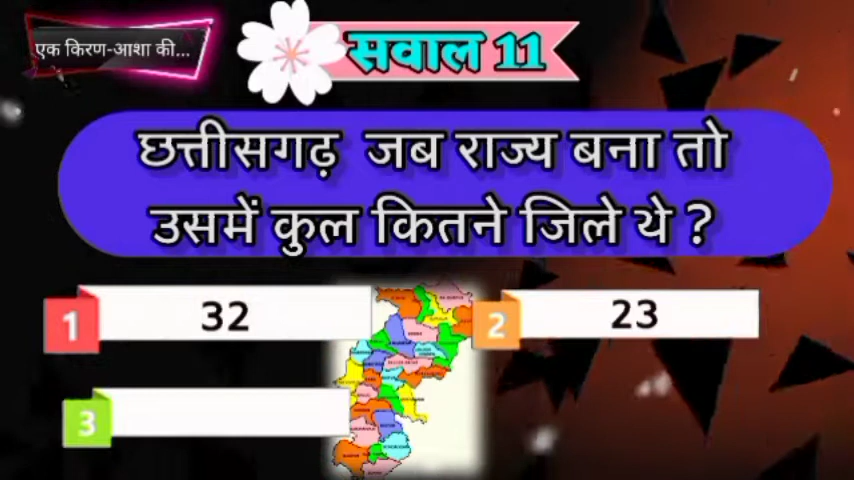 एक किरण-आशा की...
सवाल 11
छत्तीसगढ़ जब राज्य बना तो
उसमें कुल कितने जिले थे ?
1 32
2 23
3